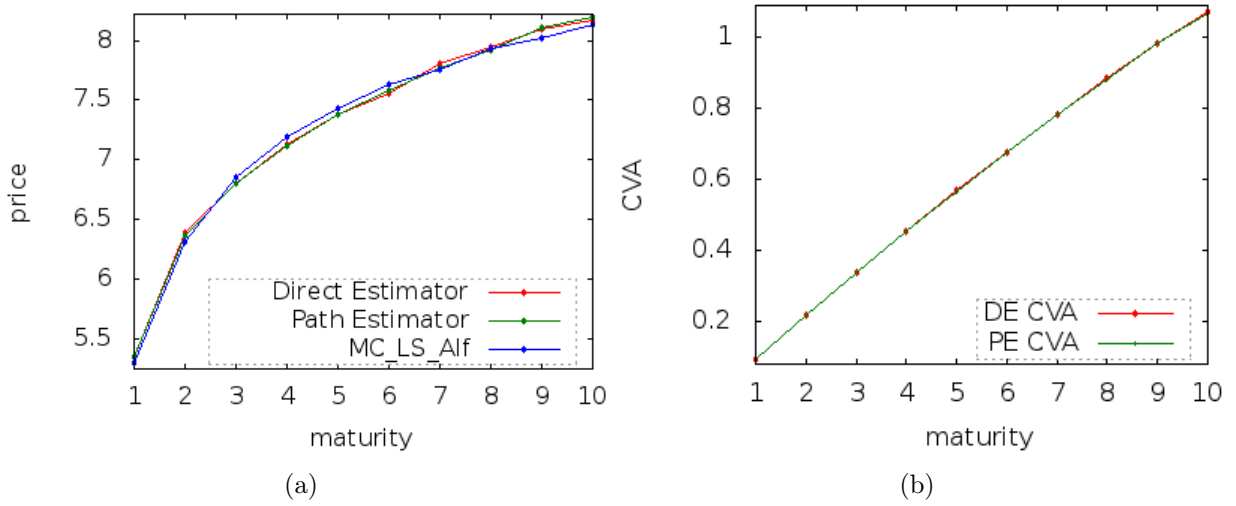 8
7.5
7
6.5
6
5.5
price
Direct Estimator
Path Estimator
MC_LS_Alf
1 2 3 4 5 6 7 8 9 10
maturity
(a)
1
0.8
0.6
0.4
0.2
CVA
DE CVA
PE CVA
1 2 3 4 5 6 7 8 9 10
maturity
(b)